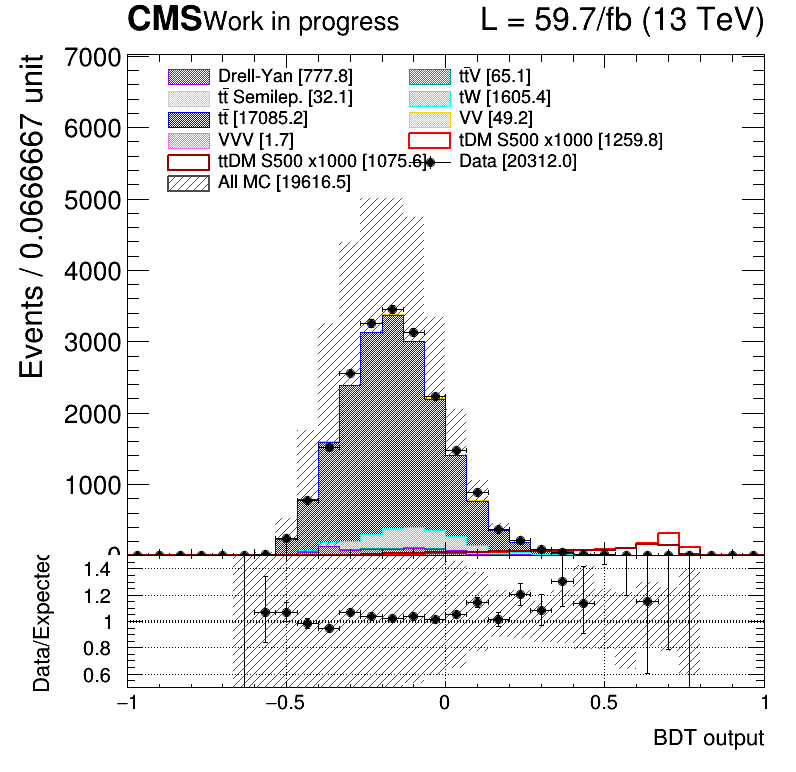 CMS Work in progress L = 59.7/fb (13 TeV)
Events / 0.0666667 unit
7000
6000
5000
4000
3000
2000
1000
0
Drell-Yan [777.8] tt̄V [65.1]
tt̄ Semilep. [32.1] tW [1605.4]
tt̄ [17085.2] VV [49.2]
VVV [1.7] tDM S500 x1000 [1259.8]
ttDM S500 x1000 [1075.6] Data [20312.0]
All MC [19616.5]
Data/Expected
1.4
1.2
1
0.8
0.6
−1 −0.5 0 0.5 1
BDT output